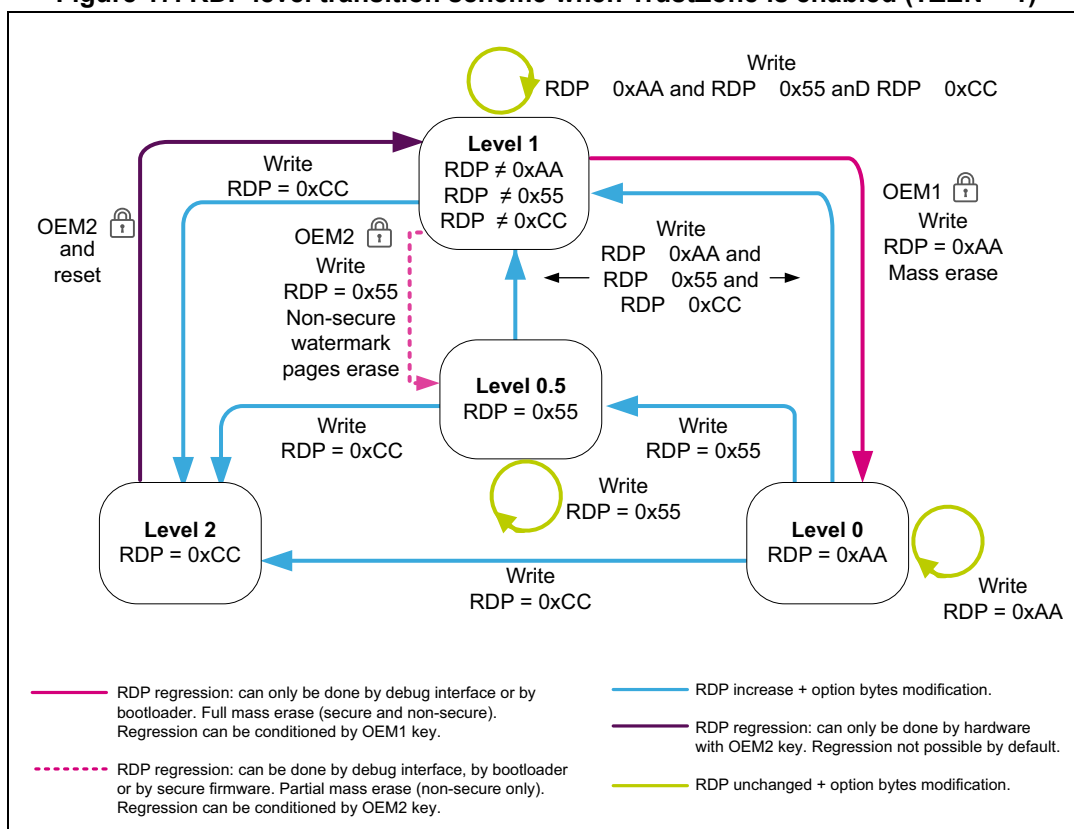 Write
RDP 0xAA and RDP 0x55 anD RDP 0xCC
Level 1
RDP ≠ 0xAA
RDP ≠ 0x55
RDP ≠ 0xCC
Write
RDP = 0xCC
OEM2
and
reset
OEM2
Write
RDP = 0x55
Non-secure
watermark
pages erase
Write
RDP 0xAA and
RDP 0x55 and
RDP 0xCC
OEM1
Write
RDP = 0xAA
Mass erase
Level 0.5
RDP = 0x55
Write
RDP = 0xCC
Write
RDP = 0x55
Write
RDP = 0x55
Level 2
RDP = 0xCC
Level 0
RDP = 0xAA
Write
RDP = 0xCC
Write
RDP = 0xAA
RDP regression: can only be done by debug interface or by
bootloader. Full mass erase (secure and non-secure).
Regression can be conditioned by OEM1 key.
RDP regression: can be done by debug interface, by bootloader
or by secure firmware. Partial mass erase (non-secure only).
Regression can be conditioned by OEM2 key.
RDP increase + option bytes modification.
RDP regression: can only be done by hardware
with OEM2 key. Regression not possible by default.
RDP unchanged + option bytes modification.